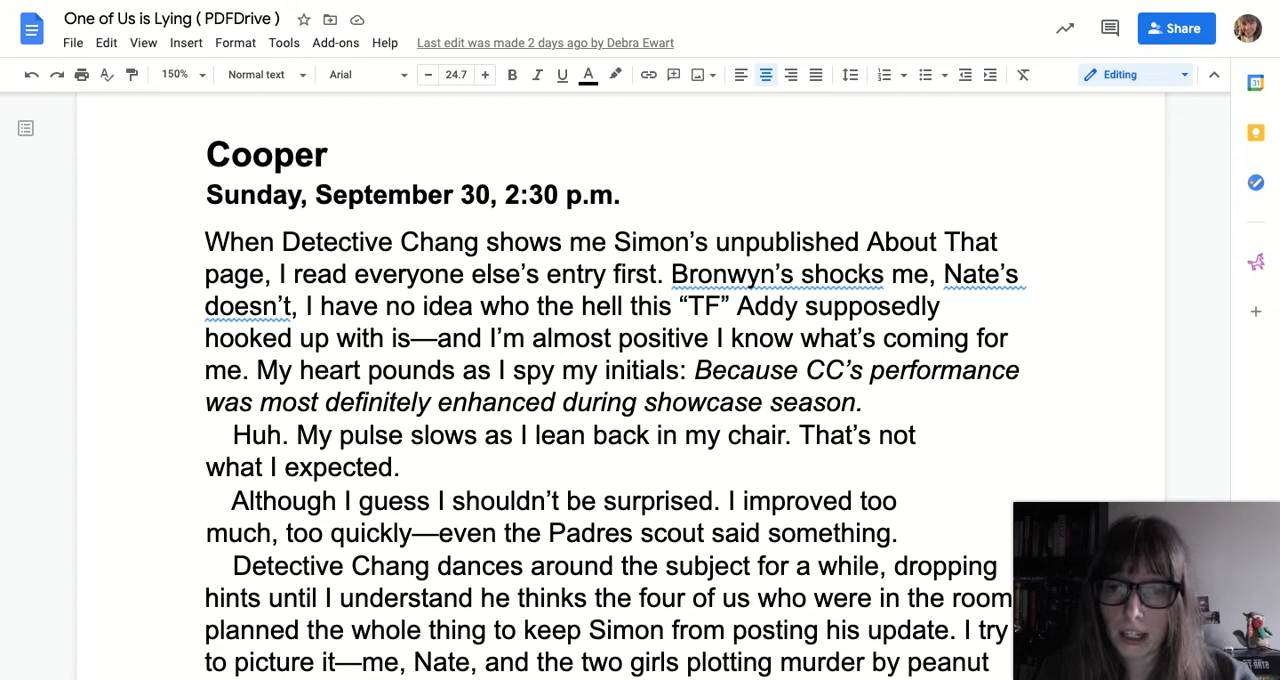 One of Us is Lying ( PDFDrive )
File Edit View Insert Format Tools Add-ons Help Last edit was made 2 days ago by Debra Ewart
Share
150% Normal text Arial 24.7 B I U A Editing
31
Cooper
Sunday, September 30, 2:30 p.m.
When Detective Chang shows me Simon’s unpublished About That
page, I read everyone else’s entry first. Bronwyn’s shocks me, Nate’s
doesn’t, I have no idea who the hell this “TF” Addy supposedly
hooked up with is—and I’m almost positive I know what’s coming for
me. My heart pounds as I spy my initials: Because CC’s performance
was most definitely enhanced during showcase season.
Huh. My pulse slows as I lean back in my chair. That’s not
what I expected.
Although I guess I shouldn’t be surprised. I improved too
much, too quickly—even the Padres scout said something.
Detective Chang dances around the subject for a while, dropping
hints until I understand he thinks the four of us who were in the room
planned the whole thing to keep Simon from posting his update. I try
to picture it—me, Nate, and the two girls plotting murder by peanut